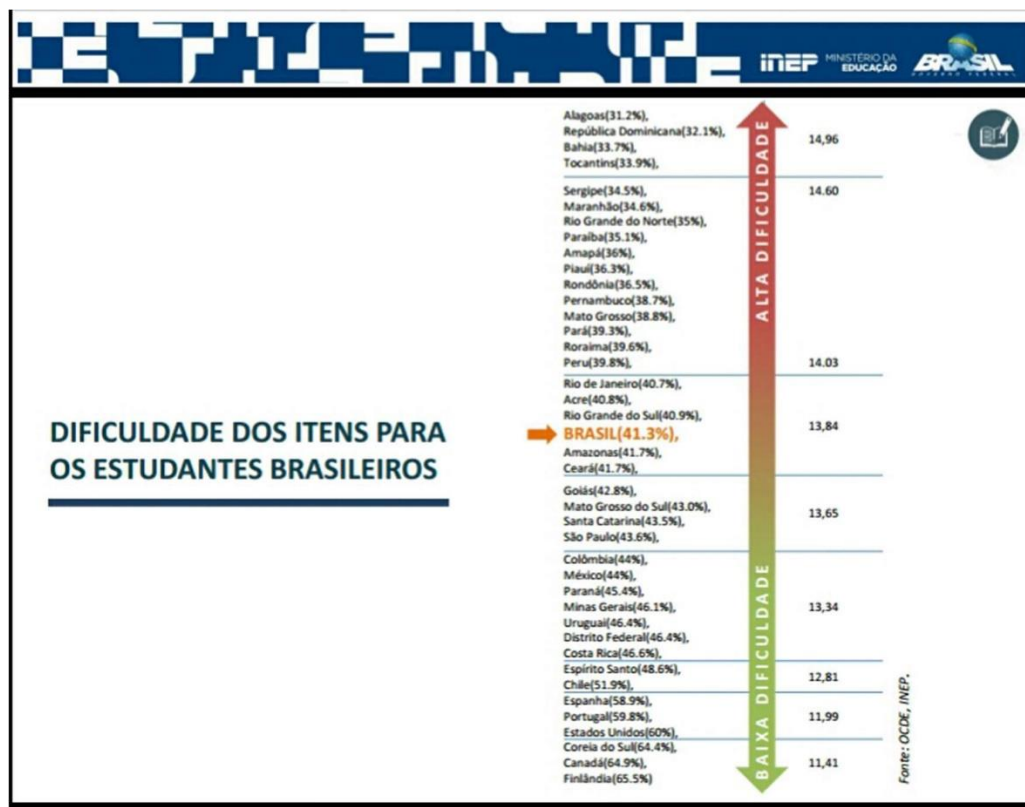 inep MINISTÉRIO DA
EDUCAÇÃO
BRASIL
GOVERNO FEDERAL
DIFICULDADE DOS ITENS PARA
OS ESTUDANTES BRASILEIROS
ALTA DIFICULDADE
BAIXA DIFICULDADE
Alagoas(31.2%),
República Dominicana(32.1%), 14,96
Bahia(33.7%),
Tocantins(33.9%),
Sergipe(34.5%), 14.60
Maranhão(34.6%),
Rio Grande do Norte(35%),
Paraíba(35.1%),
Amapá(36%),
Piauí(36.3%),
Rondônia(36.5%),
Pernambuco(38.7%),
Mato Grosso(38.8%),
Pará(39.3%),
Roraima(39.6%),
Peru(39.8%), 14.03
Rio de Janeiro(40.7%),
Acre(40.8%),
Rio Grande do Sul(40.9%),
BRASIL(41.3%), 13,84
Amazonas(41.7%),
Ceará(41.7%),
Goiás(42.8%),
Mato Grosso do Sul(43.0%), 13,65
Santa Catarina(43.5%),
São Paulo(43.6%),
Colômbia(44%),
México(44%),
Paraná(45.4%),
Minas Gerais(46.1%), 13,34
Uruguai(46.4%),
Distrito Federal(46.4%),
Costa Rica(46.6%),
Espírito Santo(48.6%), 12,81
Chile(51.9%),
Espanha(58.9%),
Portugal(59.8%), 11,99
Estados Unidos(60%),
Coreia do Sul(64.4%),
Canadá(64.9%), 11,41
Finlândia(65.5%)
Fonte: OCDE, INEP.